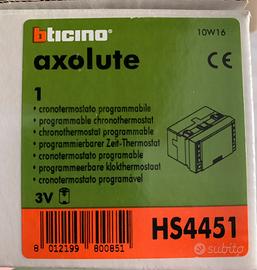 bticino
10W16
axolute
CE
1
• cronotermostato programmabile
• programmable chronothermostat
• chronothermostat programmable
• programmierbarer Zeit-Thermostat
• cronotermostato programable
• programmeerbare klokthermostaat
• cronotermostato programável
3V
HS4451
8 012199 800851
subito